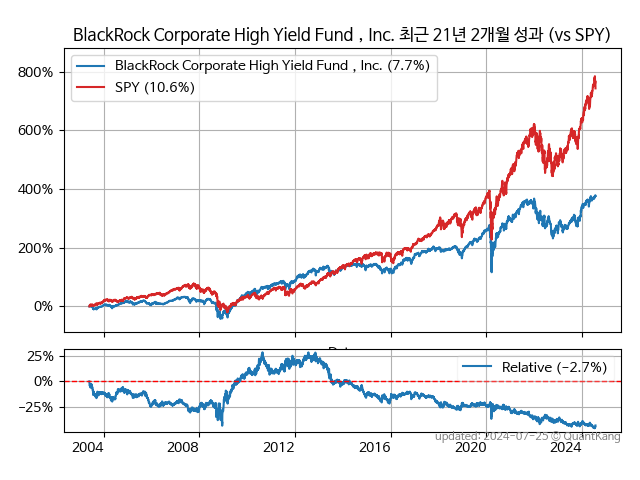 BlackRock Corporate High Yield Fund , Inc. 최근 21년 2개월 성과 (vs SPY)
BlackRock Corporate High Yield Fund , Inc. (7.7%)
SPY (10.6%)
800%
600%
400%
200%
0%
25%
0%
−25%
Relative (−2.7%)
2004
2008
2012
2016
2020
2024
updated: 2024-07-25 © QuantKang